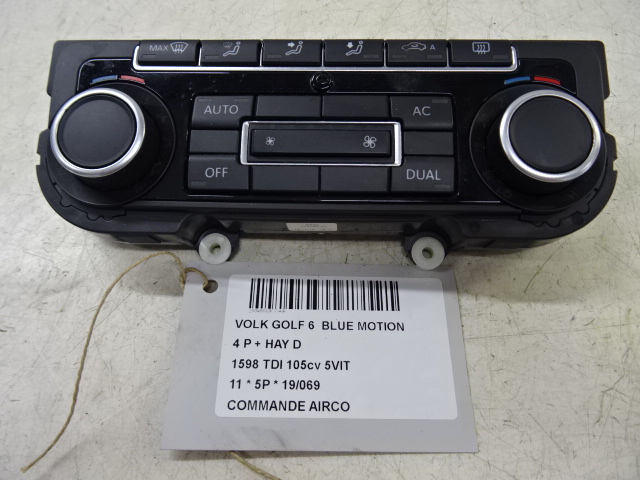 MAX
A
AUTO
AC
OFF
DUAL
VOLK GOLF 6 BLUE MOTION
4 P + HAY D
1598 TDI 105cv 5VIT
11 * 5P * 19/069
COMMANDE AIRCO